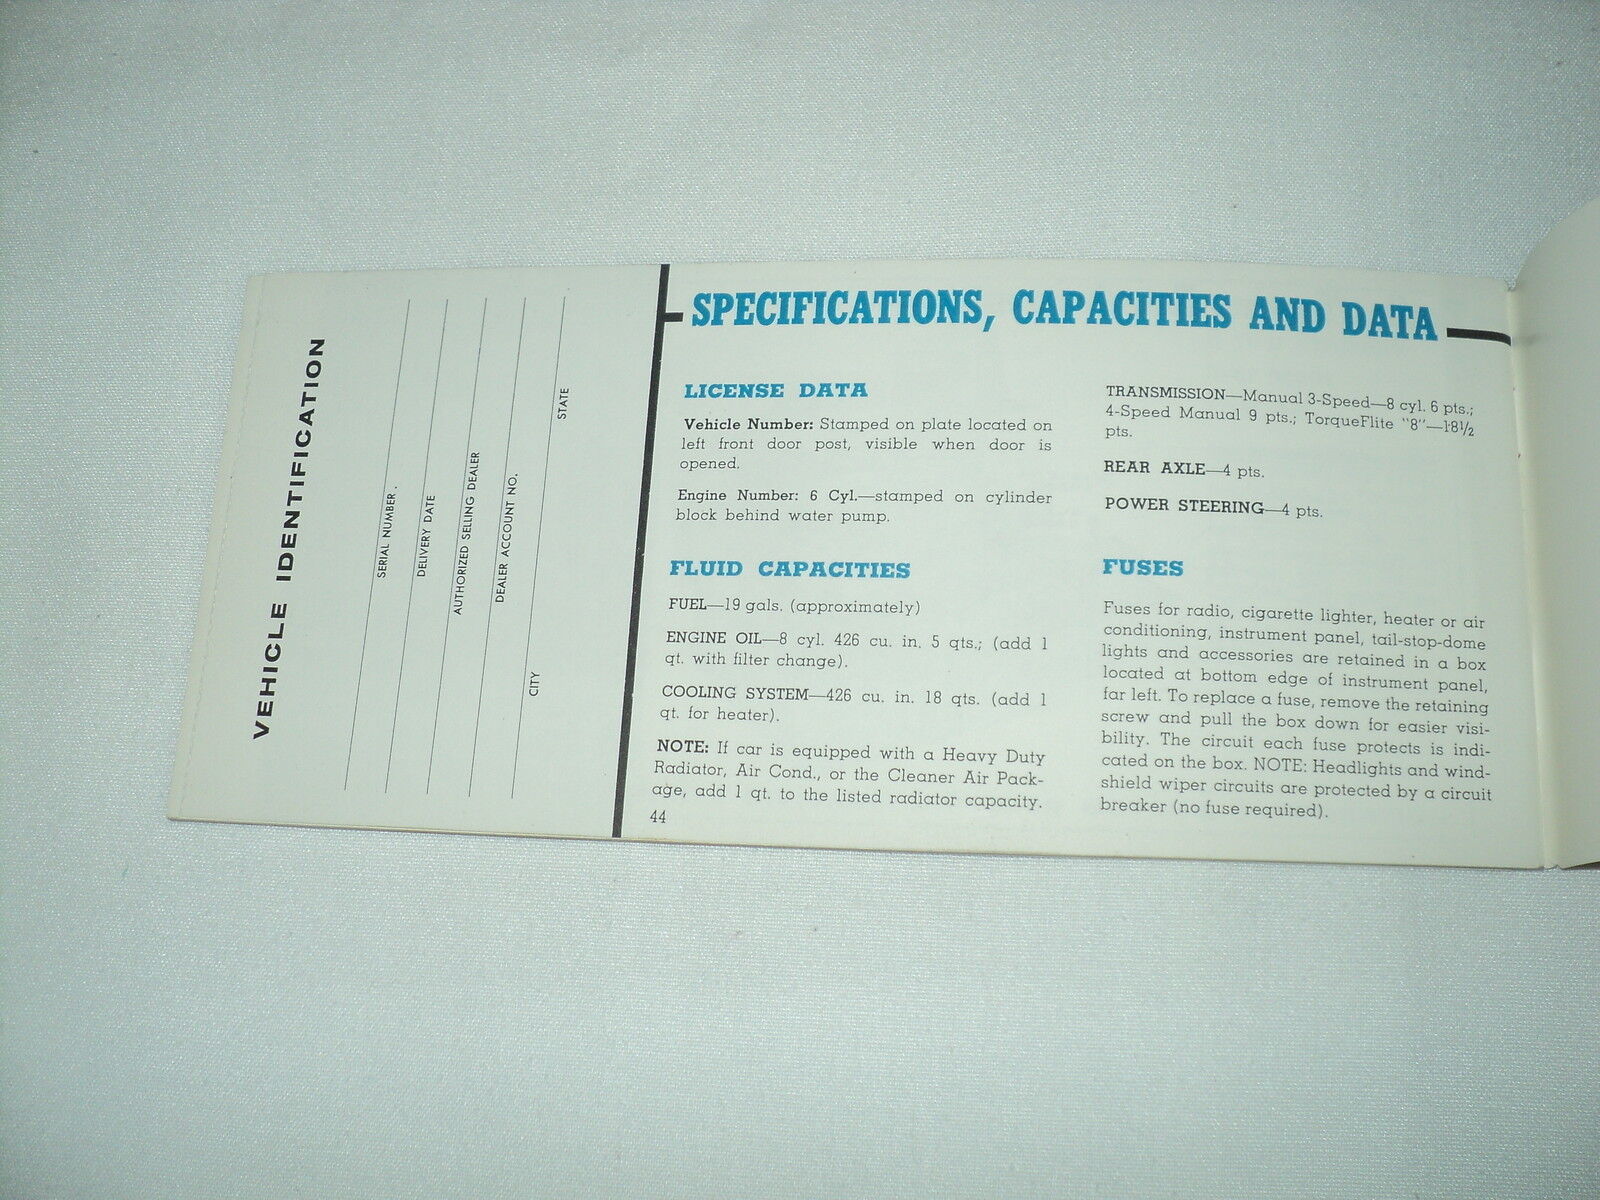 VEHICLE IDENTIFICATION
SERIAL NUMBER.
DELIVERY DATE
AUTHORIZED SELLING DEALER
DEALER ACCOUNT NO.
CITY
STATE
SPECIFICATIONS, CAPACITIES AND DATA
LICENSE DATA
Vehicle Number: Stamped on plate located on
left front door post, visible when door is
opened.
Engine Number: 6 Cyl.—stamped on cylinder
block behind water pump.
FLUID CAPACITIES
FUEL—19 gals. (approximately)
ENGINE OIL—8 cyl. 426 cu. in. 5 qts.; (add 1
qt. with filter change).
COOLING SYSTEM—426 cu. in. 18 qts. (add 1
qt. for heater).
NOTE: If car is equipped with a Heavy Duty
Radiator, Air Cond., or the Cleaner Air Pack-
age, add 1 qt. to the listed radiator capacity.
44
TRANSMISSION—Manual 3-Speed—8 cyl. 6 pts.;
4-Speed Manual 9 pts.; TorqueFlite "8"—18½
pts.
REAR AXLE—4 pts.
POWER STEERING—4 pts.
FUSES
Fuses for radio, cigarette lighter, heater or air
conditioning, instrument panel, tail-stop-dome
lights and accessories are retained in a box
located at bottom edge of instrument panel,
far left. To replace a fuse, remove the retaining
screw and pull the box down for easier visi-
bility. The circuit each fuse protects is indi-
cated on the box. NOTE: Headlights and wind-
shield wiper circuits are protected by a circuit
breaker (no fuse required).